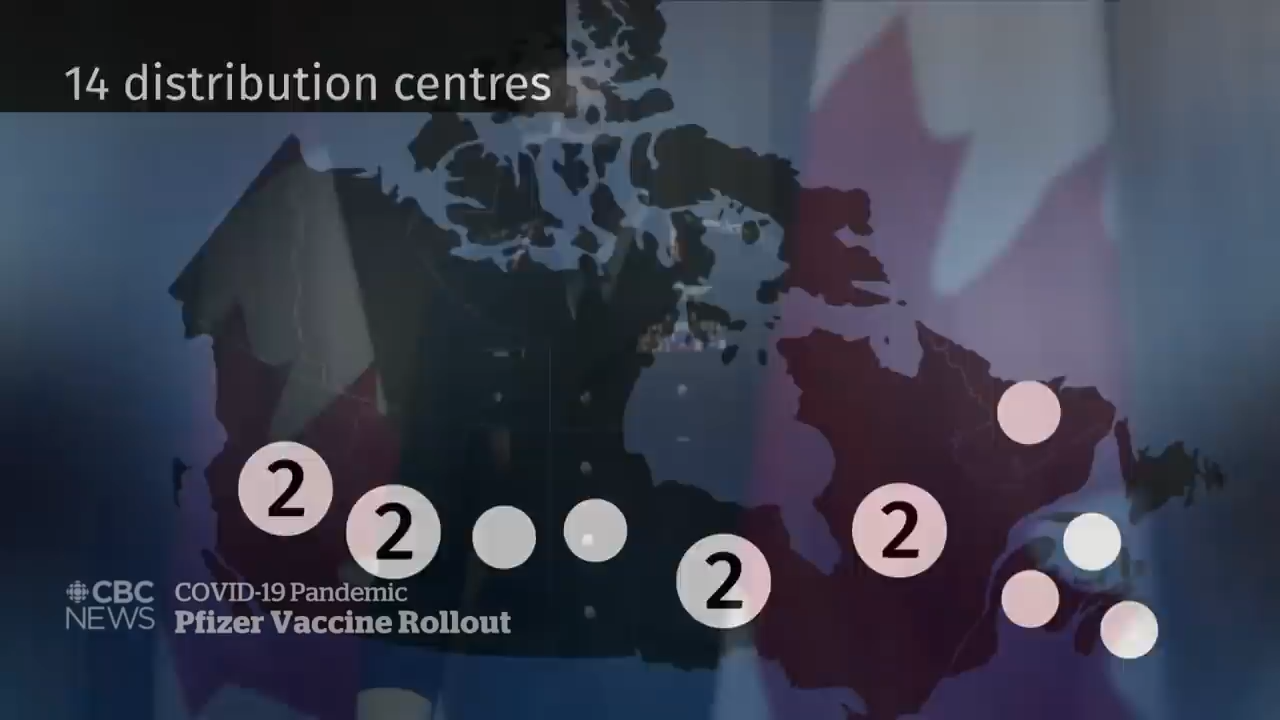 14 distribution centres
2
2
2
2
CBC
NEWS
COVID-19 Pandemic
Pfizer Vaccine Rollout